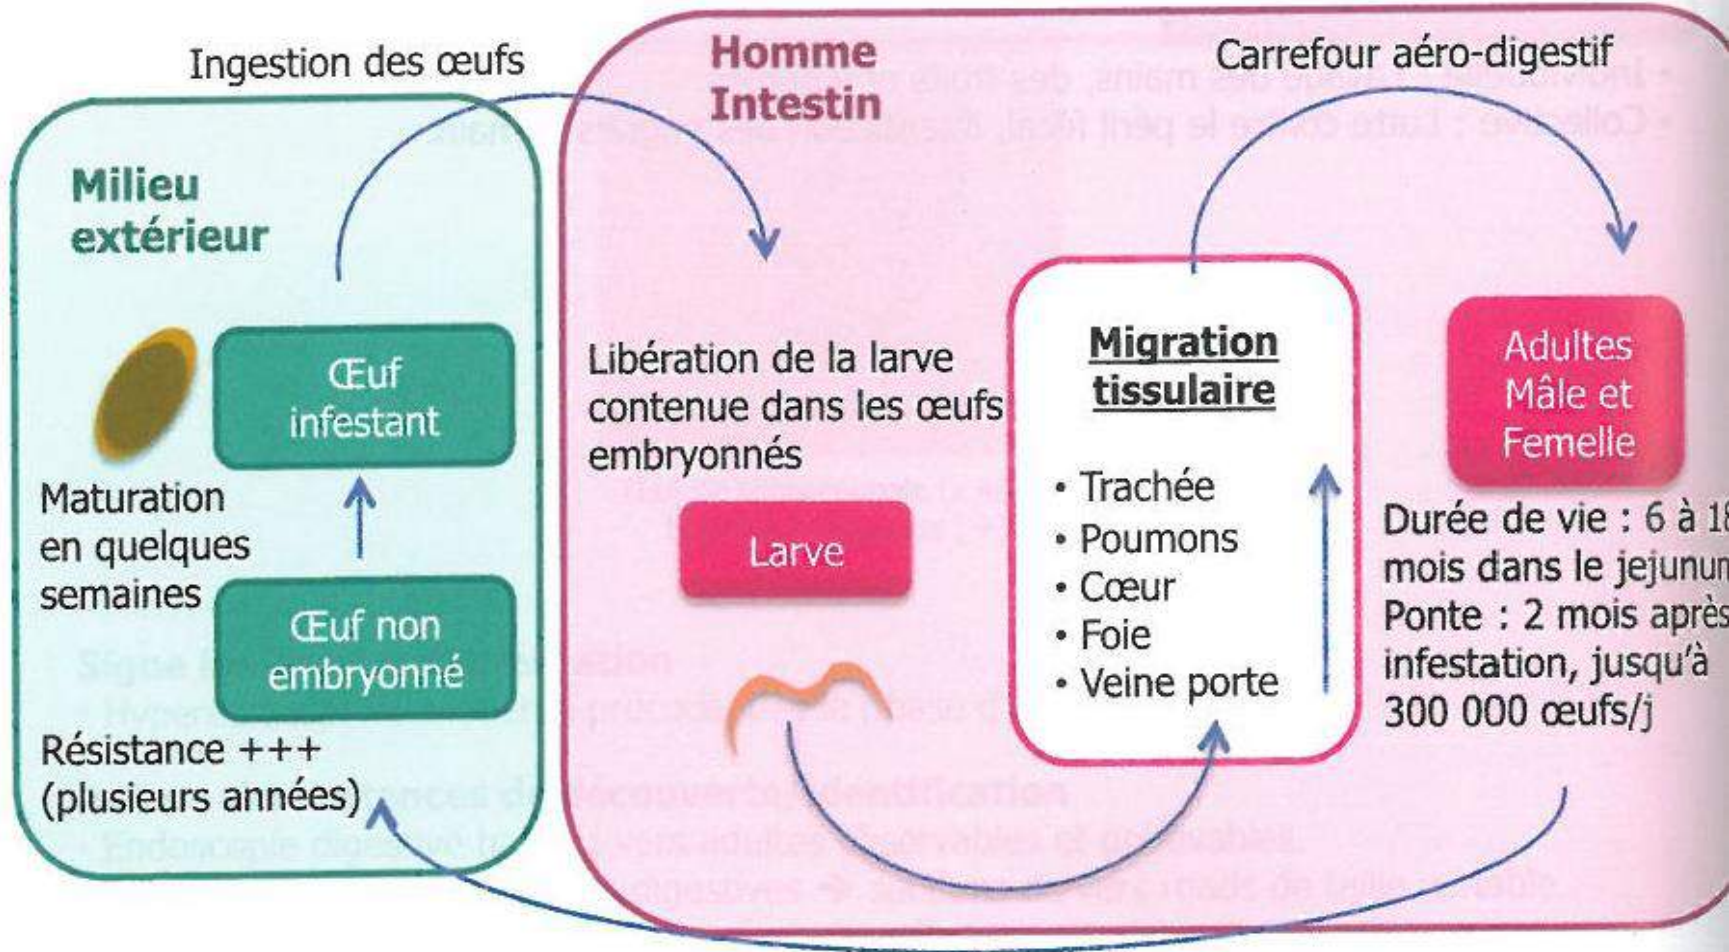 Ingestion des œufs
Homme
Intestin
Carrefour aéro-digestif
Milieu
extérieur
Œuf
infestant
Maturation
en quelques
semaines
Œuf non
embryonné
Résistance +++
(plusieurs années)
Libération de la larve
contenue dans les œufs
embryonnés
Larve
Migration
tissulaire
• Trachée
• Poumons
• Cœur
• Foie
• Veine porte
Adultes
Mâle et
Femelle
Durée de vie : 6 à 18
mois dans le jejunum
Ponte : 2 mois après
infestation, jusqu'à
300 000 œufs/j